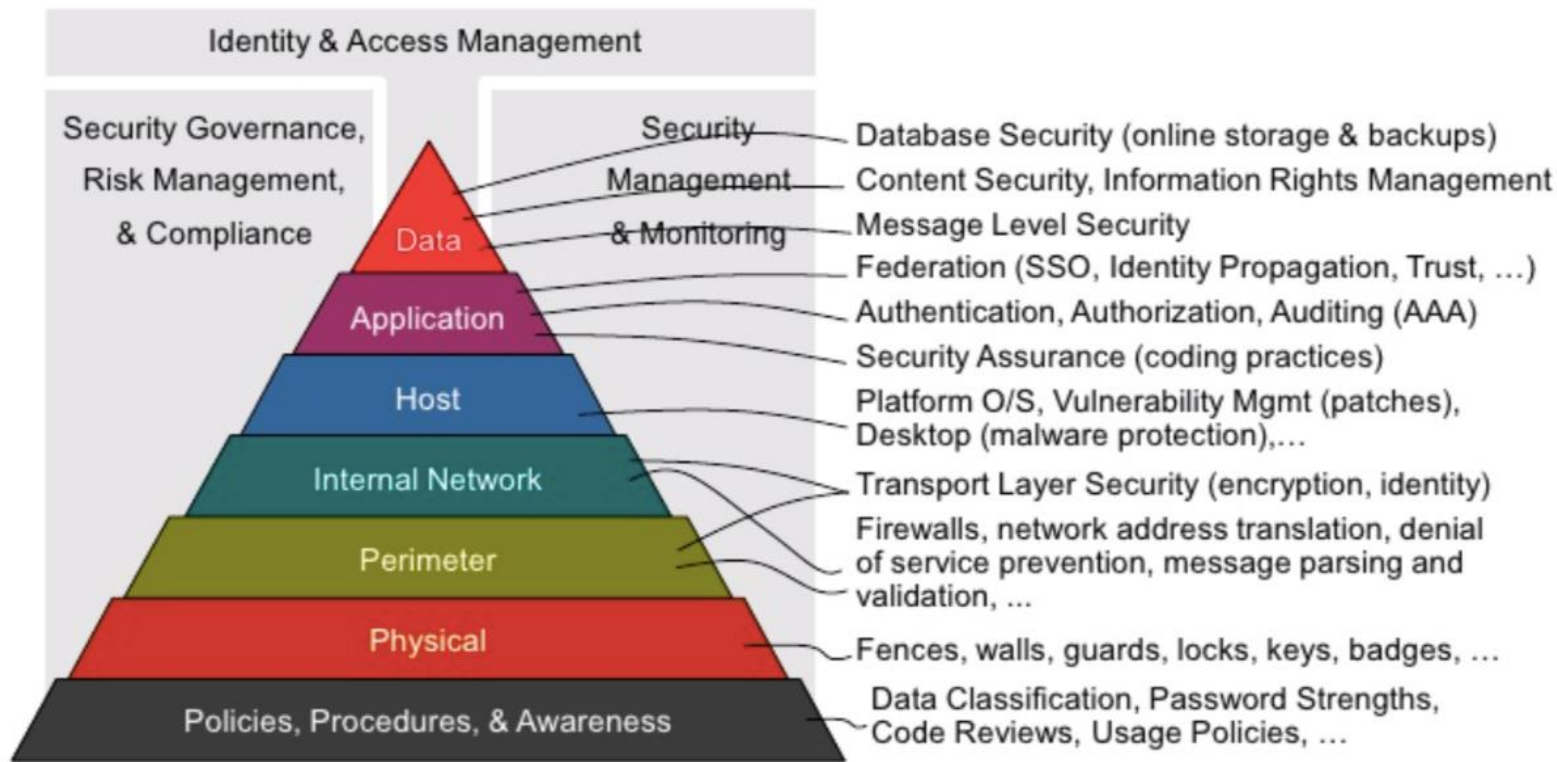 Identity & Access Management
Security Governance,
Risk Management,
& Compliance
Security
Management
& Monitoring
Data
Application
Host
Internal Network
Perimeter
Physical
Policies, Procedures, & Awareness
Database Security (online storage & backups)
Content Security, Information Rights Management
Message Level Security
Federation (SSO, Identity Propagation, Trust, …)
Authentication, Authorization, Auditing (AAA)
Security Assurance (coding practices)
Platform O/S, Vulnerability Mgmt (patches),
Desktop (malware protection),…
Transport Layer Security (encryption, identity)
Firewalls, network address translation, denial
of service prevention, message parsing and
validation, ...
Fences, walls, guards, locks, keys, badges, …
Data Classification, Password Strengths,
Code Reviews, Usage Policies, …